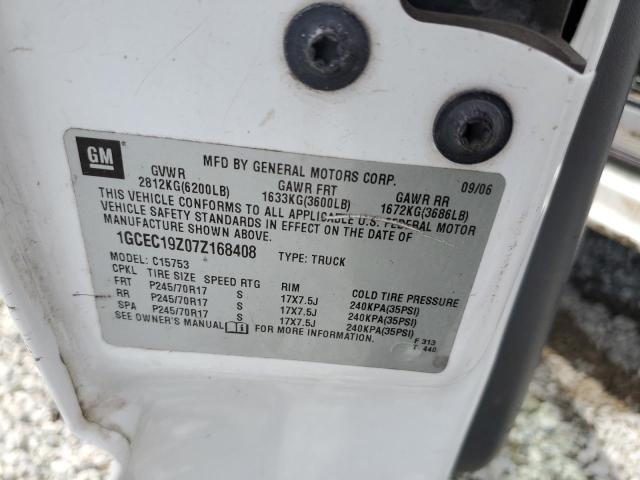 GM
MFD BY GENERAL MOTORS CORP. 09/06
GVWR GAWR FRT GAWR RR
2812KG(6200LB) 1633KG(3600LB) 1672KG(3686LB)
THIS VEHICLE CONFORMS TO ALL APPLICABLE U.S. FEDERAL MOTOR
VEHICLE SAFETY STANDARDS IN EFFECT ON THE DATE OF
MANUFACTURE SHOWN ABOVE.
1GCEC19Z07Z168408 TYPE: TRUCK
MODEL: C15753
CPKL TIRE SIZE SPEED RTG RIM COLD TIRE PRESSURE
FRT P245/70R17 S 17X7.5J 240KPA(35PSI)
RR P245/70R17 S 17X7.5J 240KPA(35PSI)
SPA P245/70R17 S 17X7.5J 240KPA(35PSI)
SEE OWNER'S MANUAL FOR MORE INFORMATION.
F 313
T 440